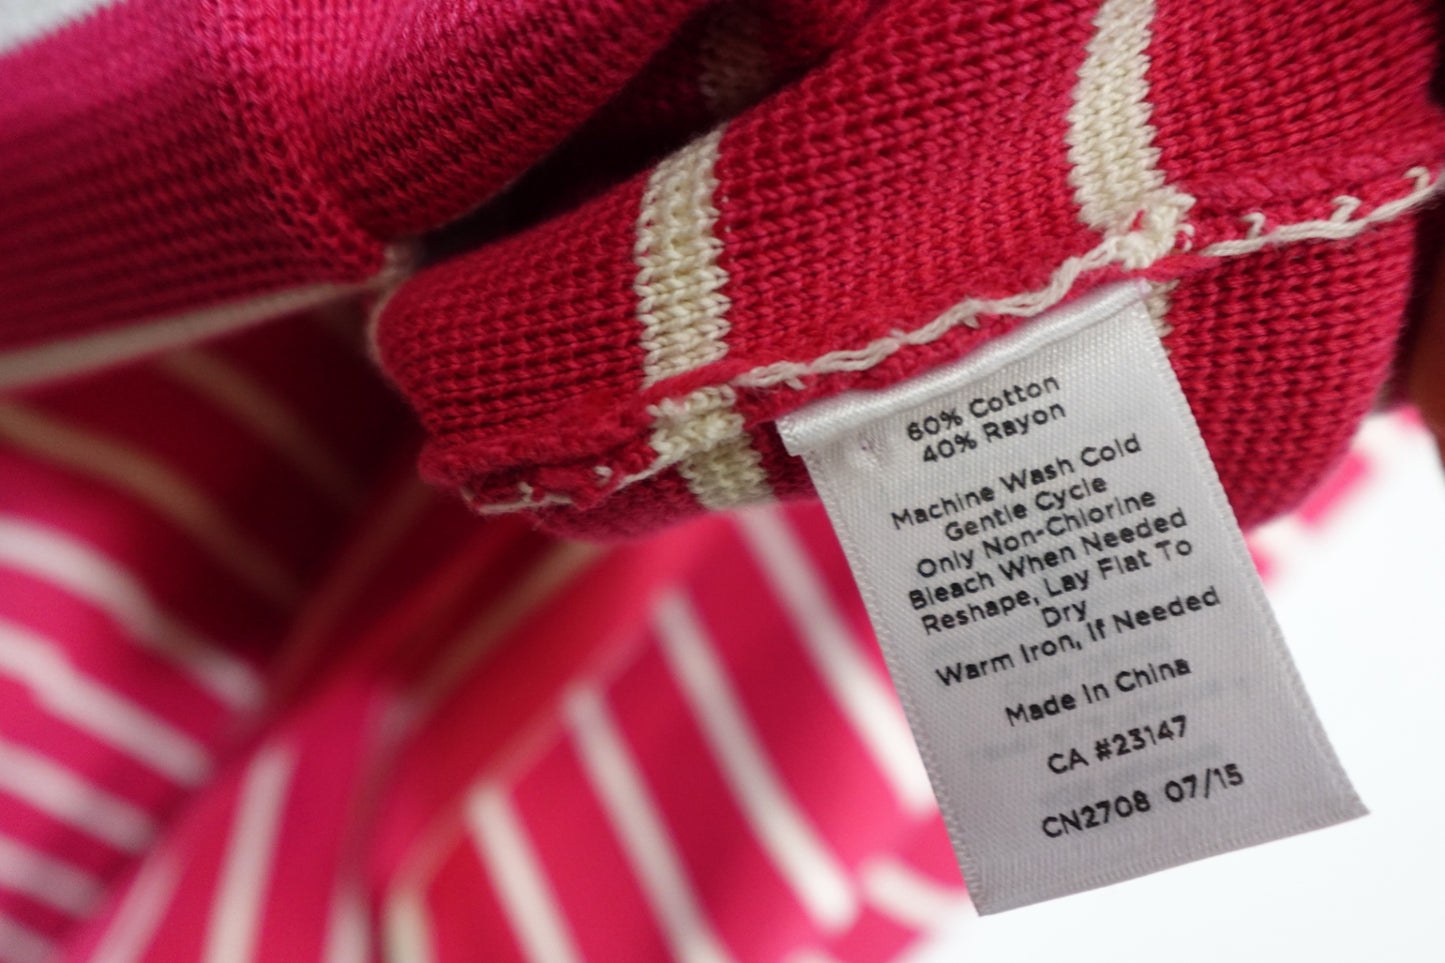 60% Cotton
40% Rayon
Machine Wash Cold
Gentle Cycle
Only Non-Chlorine
Bleach When Needed
Reshape, Lay Flat To
Dry
Warm Iron, If Needed
Made In China
CA #23147
CN2708 07/15